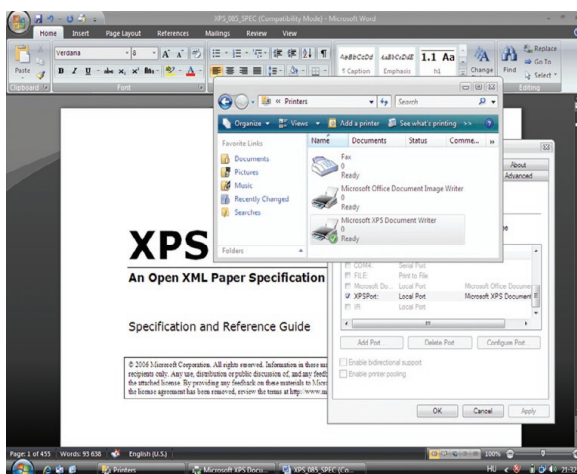 XPS_085_SPEC (Compatibility Mode) - Microsoft Word
Home Insert Page Layout References Mailings Review View
Verdana
AaBbCcDd AaBbCcDdE 1.1 Aa
¶ Caption Emphasis h1
Paste
Change
Find
Replace
Go To
Select
Clipboard Font Editing
« Printers
Search
Organize Views Add a printer See what's printing »
Favorite Links
Documents
Pictures
Music
Recently Changed
Searches
Folders
Name Documents Status Comme...
Fax
0
Ready
Microsoft Office Document Image Writer
0
Ready
Microsoft XPS Document Writer
0
Ready
About
Advanced
COM4: Serial Port
FILE: Print to File
Microsoft Do... Local Port Microsoft Office Docume
XPSPort: Local Port Microsoft XPS Document
IR Local Port
Add Port... Delete Port Configure Port...
Enable bidirectional support
Enable printer pooling
OK Cancel Apply
XPS
An Open XML Paper Specification
Specification and Reference Guide
© 2006 Microsoft Corporation. All rights reserved. Information in these
recipients only. Any use, distribution or public discussion of, and any feedb
the attached license. By providing any feedback on these materials to Micro
the license agreement has been removed, review the terms at http: /www.m
Page: 1 of 455 Words: 93 638 English (U.S.) 100%
Printers Microsoft XPS Docu... XPS_085_SPEC (Co... HU